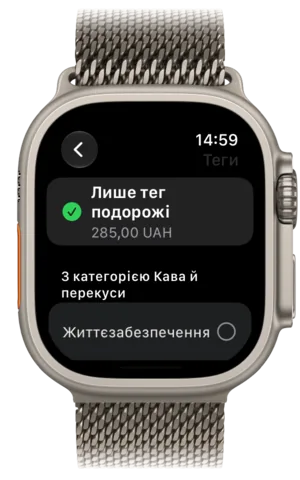 14:59
Теги
Лише тег
подорожі
285,00 UAH
З категорією Кава й
перекуси
Життєзабезпечення